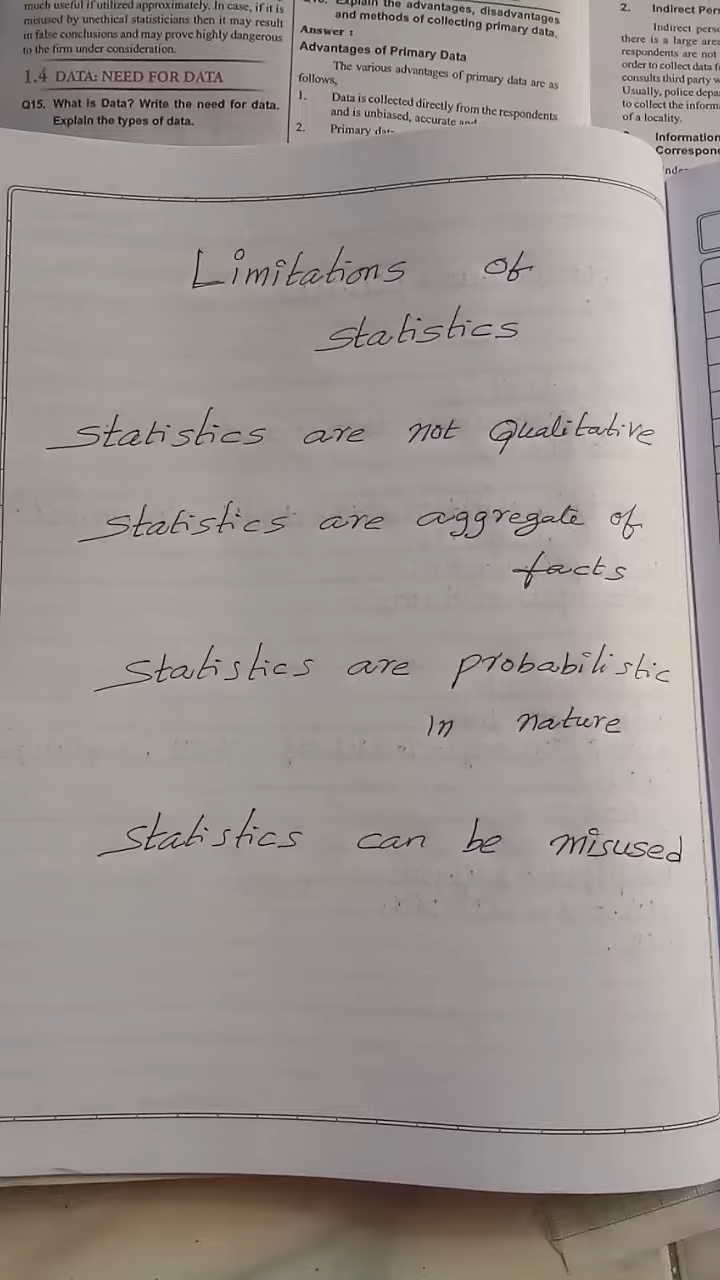 much useful if utilized approximately. In case, if it is
misused by unethical statisticians then it may result
in false conclusions and may prove highly dangerous
to the firm under consideration.
1.4 DATA: NEED FOR DATA
Q15. What is Data? Write the need for data.
Explain the types of data.
Explain the advantages, disadvantages
and methods of collecting primary data.
Answer :
Advantages of Primary Data
The various advantages of primary data are as
follows,
1. Data is collected directly from the respondents
and is unbiased, accurate and
2. Primary
2. Indirect
Indirect
there is a large
respondents are not
order to collect data
consults third party
Usually, police
to collect the
of a locality.
Information
Limitations of
Statistics
Statistics are not Qualitative
Statistics are aggregate of
facts
Statistics are probabilistic
in nature
Statistics can be misused